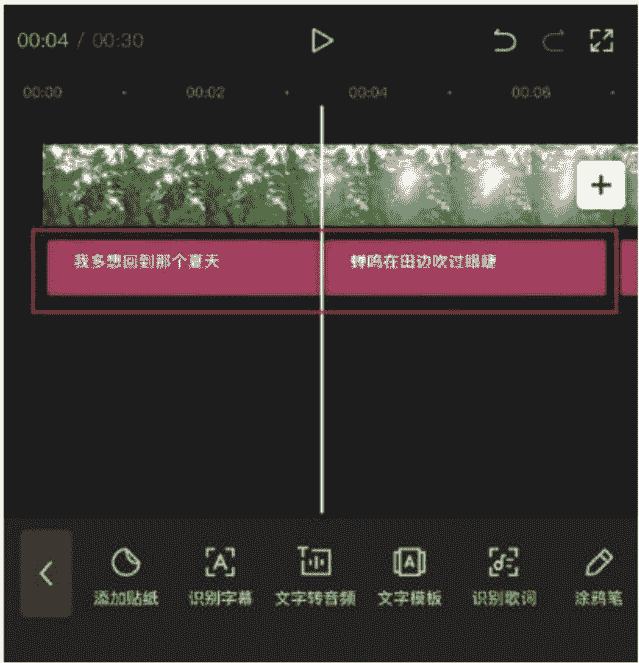 00:04 / 00:30
00:00 00:02 00:04 00:06
我多想回到那个夏天 蝉鸣在田边吹过眼睫
添加贴纸 识别字幕 文字转音频 文字模板 识别歌词 涂鸦笔